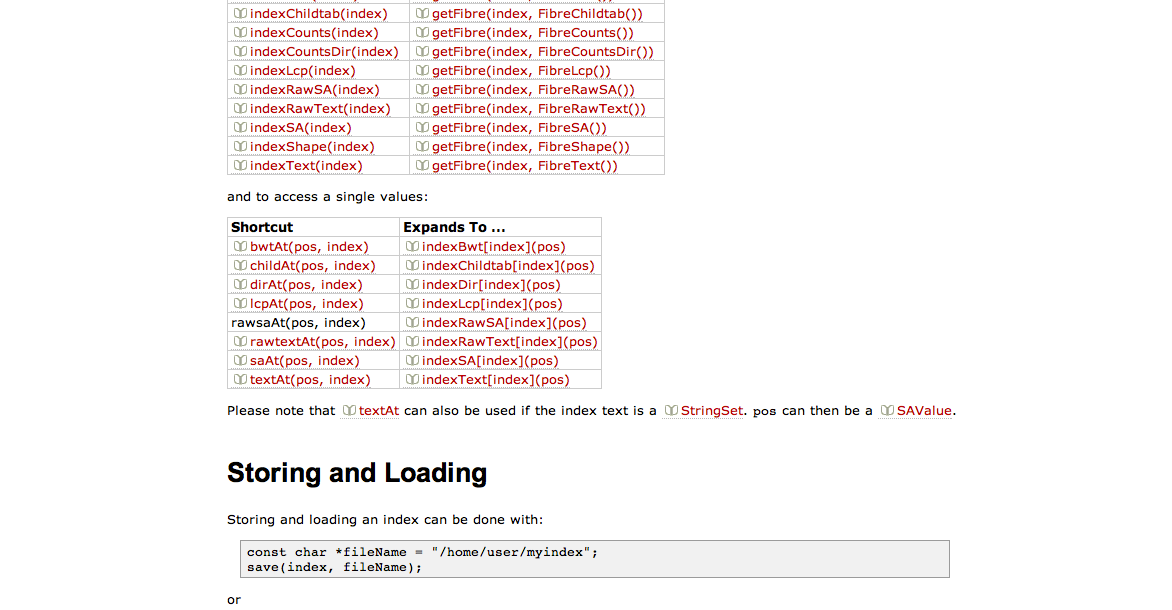 indexChildtab(index) getFibre(index, FibreChildtab())
indexCounts(index) getFibre(index, FibreCounts())
indexCountsDir(index) getFibre(index, FibreCountsDir())
indexLcp(index) getFibre(index, FibreLcp())
indexRawSA(index) getFibre(index, FibreRawSA())
indexRawText(index) getFibre(index, FibreRawText())
indexSA(index) getFibre(index, FibreSA())
indexShape(index) getFibre(index, FibreShape())
indexText(index) getFibre(index, FibreText())
and to access a single values:
Shortcut Expands To ...
bwtAt(pos, index) indexBwt[index](pos)
childAt(pos, index) indexChildtab[index](pos)
dirAt(pos, index) indexDir[index](pos)
lcpAt(pos, index) indexLcp[index](pos)
rawsaAt(pos, index) indexRawSA[index](pos)
rawtextAt(pos, index) indexRawText[index](pos)
saAt(pos, index) indexSA[index](pos)
textAt(pos, index) indexText[index](pos)
Please note that textAt can also be used if the index text is a StringSet. pos can then be a SAValue.
Storing and Loading
Storing and loading an index can be done with:
const char *fileName = "/home/user/myindex";
save(index, fileName);
or